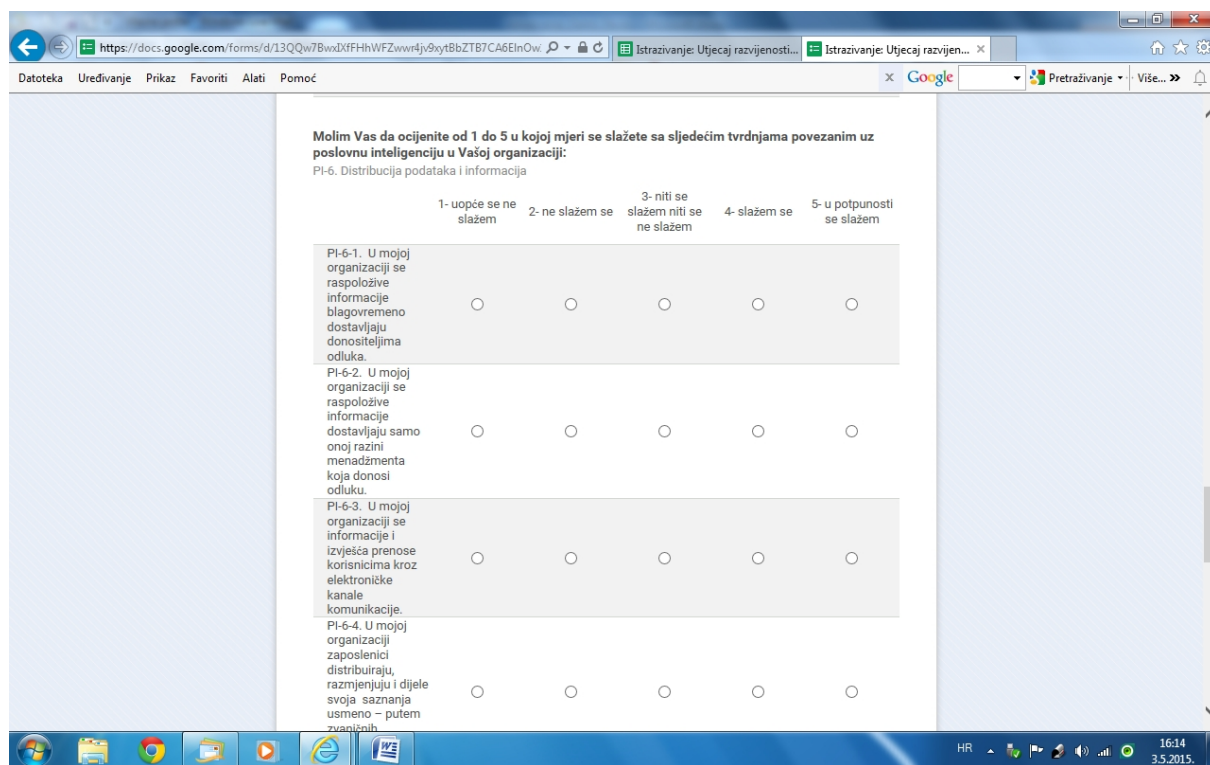 https://docs.google.com/forms/d/13QQw7BwxIXfFHhWFZwwr4jv9xytBbZTB7CA6ElnOw.
Istrazivanje: Utjecaj razvijenosti...
Istrazivanje: Utjecaj razvijen...
Datoteka Uređivanje Prikaz Favoriti Alati Pomoć
x Google
Pretraživanje
Više... »
Molim Vas da ocijenite od 1 do 5 u kojoj mjeri se slažete sa sljedećim tvrdnjama povezanim uz
poslovnu inteligenciju u Vašoj organizaciji:
PI-6. Distribucija podataka i informacija
1- uopće se ne
slažem
2- ne slažem se
3- niti se
slažem niti se
ne slažem
4- slažem se
5- u potpunosti
se slažem
PI-6-1. U mojoj
organizaciji se
raspoložive
informacije
blagovremeno
dostavljaju
donositeljima
odluka.
PI-6-2. U mojoj
organizaciji se
raspoložive
informacije
dostavljaju samo
onoj razini
menadžmenta
koja donosi
odluku.
PI-6-3. U mojoj
organizaciji se
informacije i
izvješća prenose
korisnicima kroz
elektroničke
kanale
komunikacije.
PI-6-4. U mojoj
organizaciji
zaposlenici
distribuiraju,
razmjenjuju i dijele
svoja saznanja
usmeno – putem
zvaničnih
HR
16:14
3.5.2015.